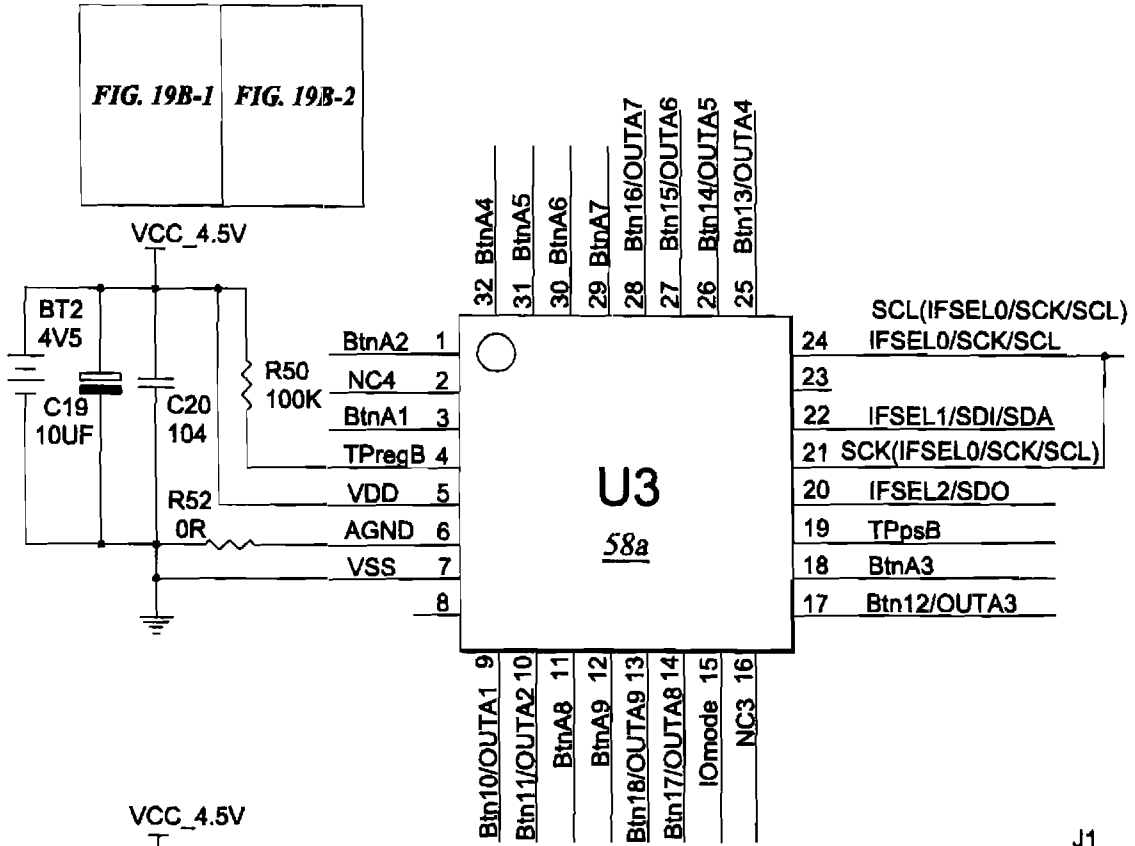 FIG. 19B-1 FIG. 19B-2
VCC_4.5V
BT2
4V5
C19
10UF
C20
104
R50
100K
R52
0R
BtnA2 1
NC4 2
BtnA1 3
TPregB 4
VDD 5
AGND 6
VSS 7
8
32 BtnA4
31 BtnA5
30 BtnA6
29 BtnA7
28 Btn16/OUTA7
27 Btn15/OUTA6
26 Btn14/OUTA5
25 Btn13/OUTA4
SCL(IFSEL0/SCK/SCL)
24 IFSEL0/SCK/SCL
23
22 IFSEL1/SDI/SDA
21 SCK(IFSEL0/SCK/SCL)
20 IFSEL2/SDO
19 TPpsB
18 BtnA3
17 Btn12/OUTA3
U3
58a
Btn10/OUTA1 9
Btn11/OUTA2 10
BtnA8 11
BtnA9 12
Btn18/OUTA9 13
Btn17/OUTA8 14
IOmode 15
NC3 16
VCC_4.5V
J1